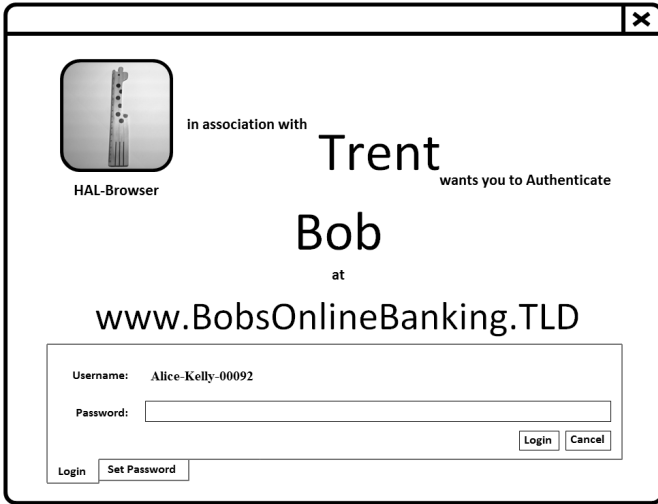 in association with
Trent
wants you to Authenticate
HAL-Browser
Bob
at
www.BobsOnlineBanking.TLD
Username: Alice-Kelly-00092
Password:
Login Cancel
Login Set Password